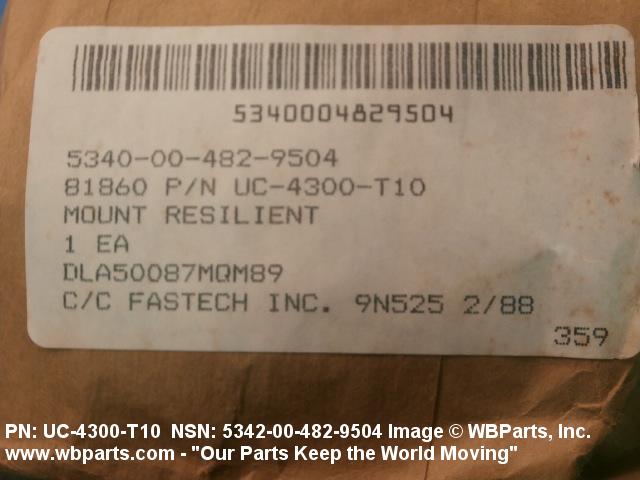 5340004829504
5340-00-482-9504
81860 P/N UC-4300-T10
MOUNT RESILIENT
1 EA
DLA50087MQM89
C/C FASTECH INC. 9N525 2/88
359
PN: UC-4300-T10 NSN: 5342-00-482-9504 Image © WBParts, Inc.
www.wbparts.com - "Our Parts Keep the World Moving"